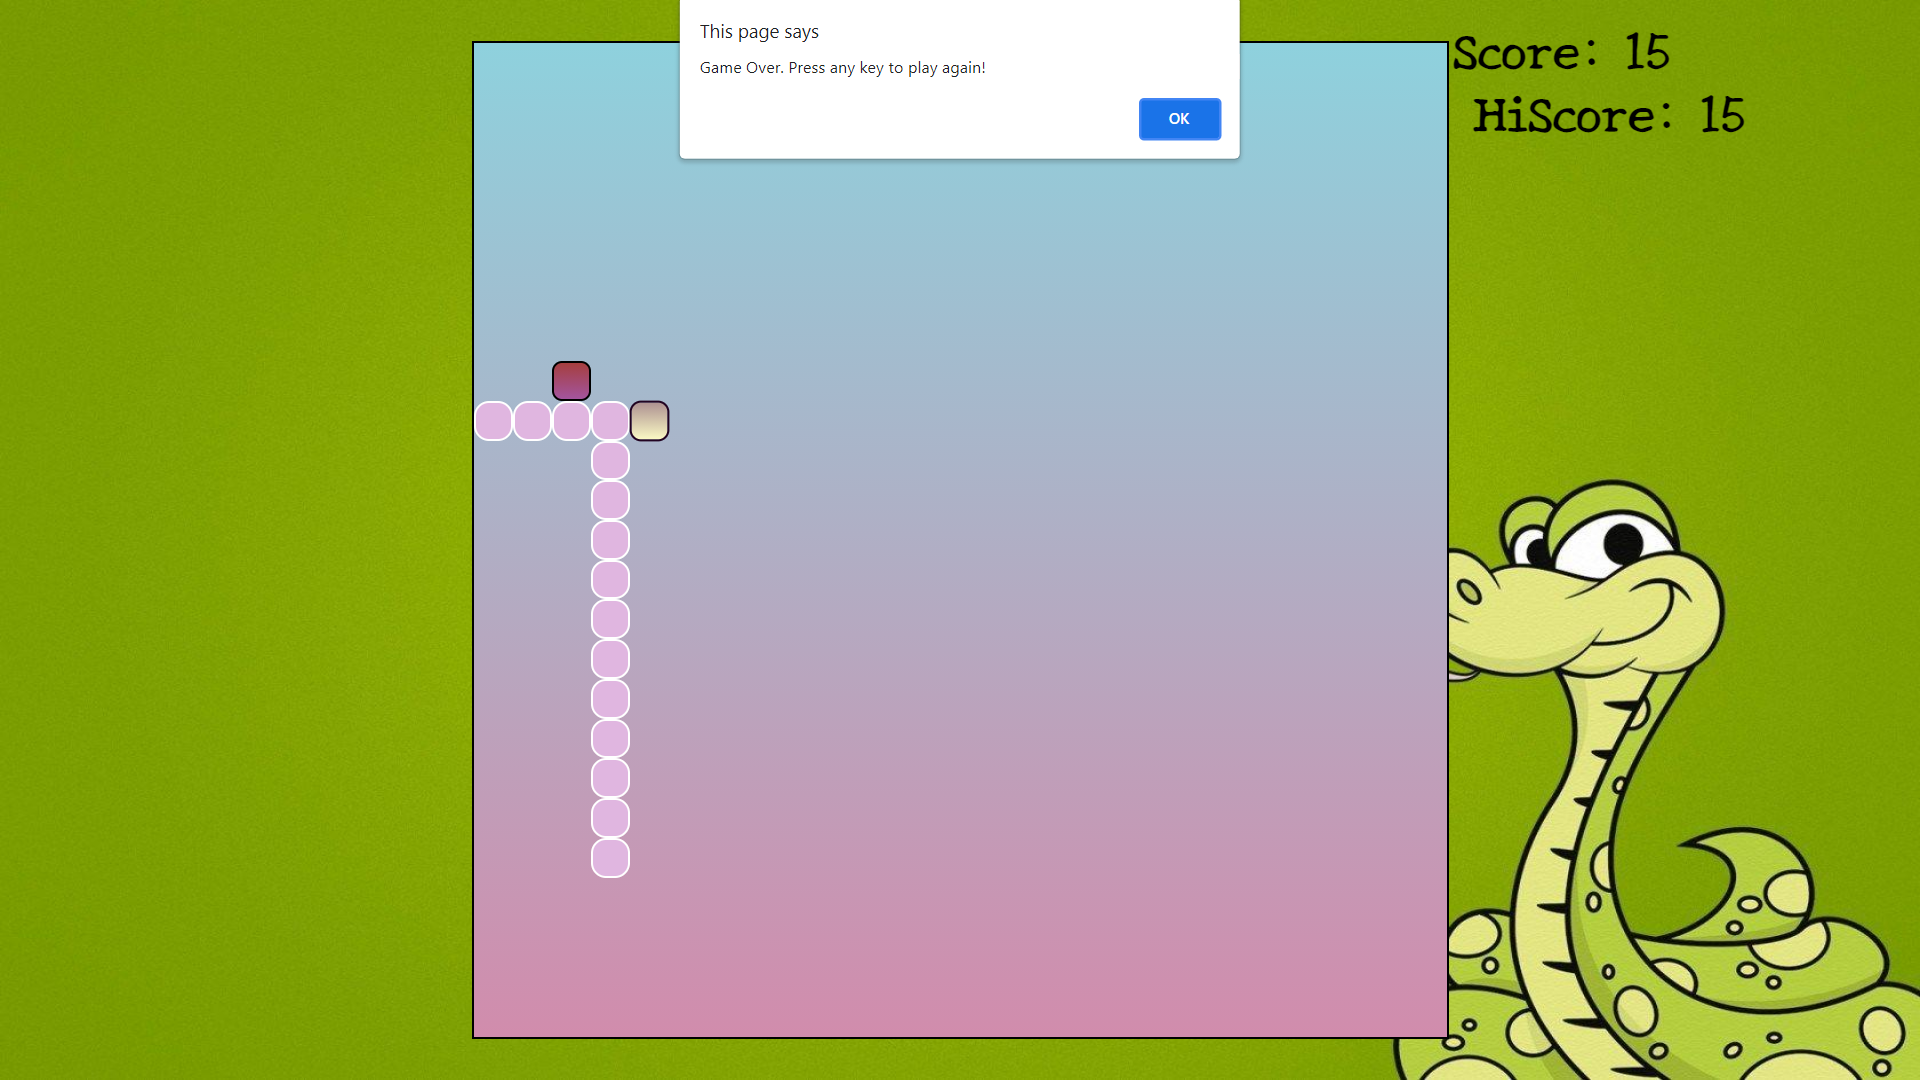 This page says
Game Over. Press any key to play again!
OK
Score: 15
HiScore: 15